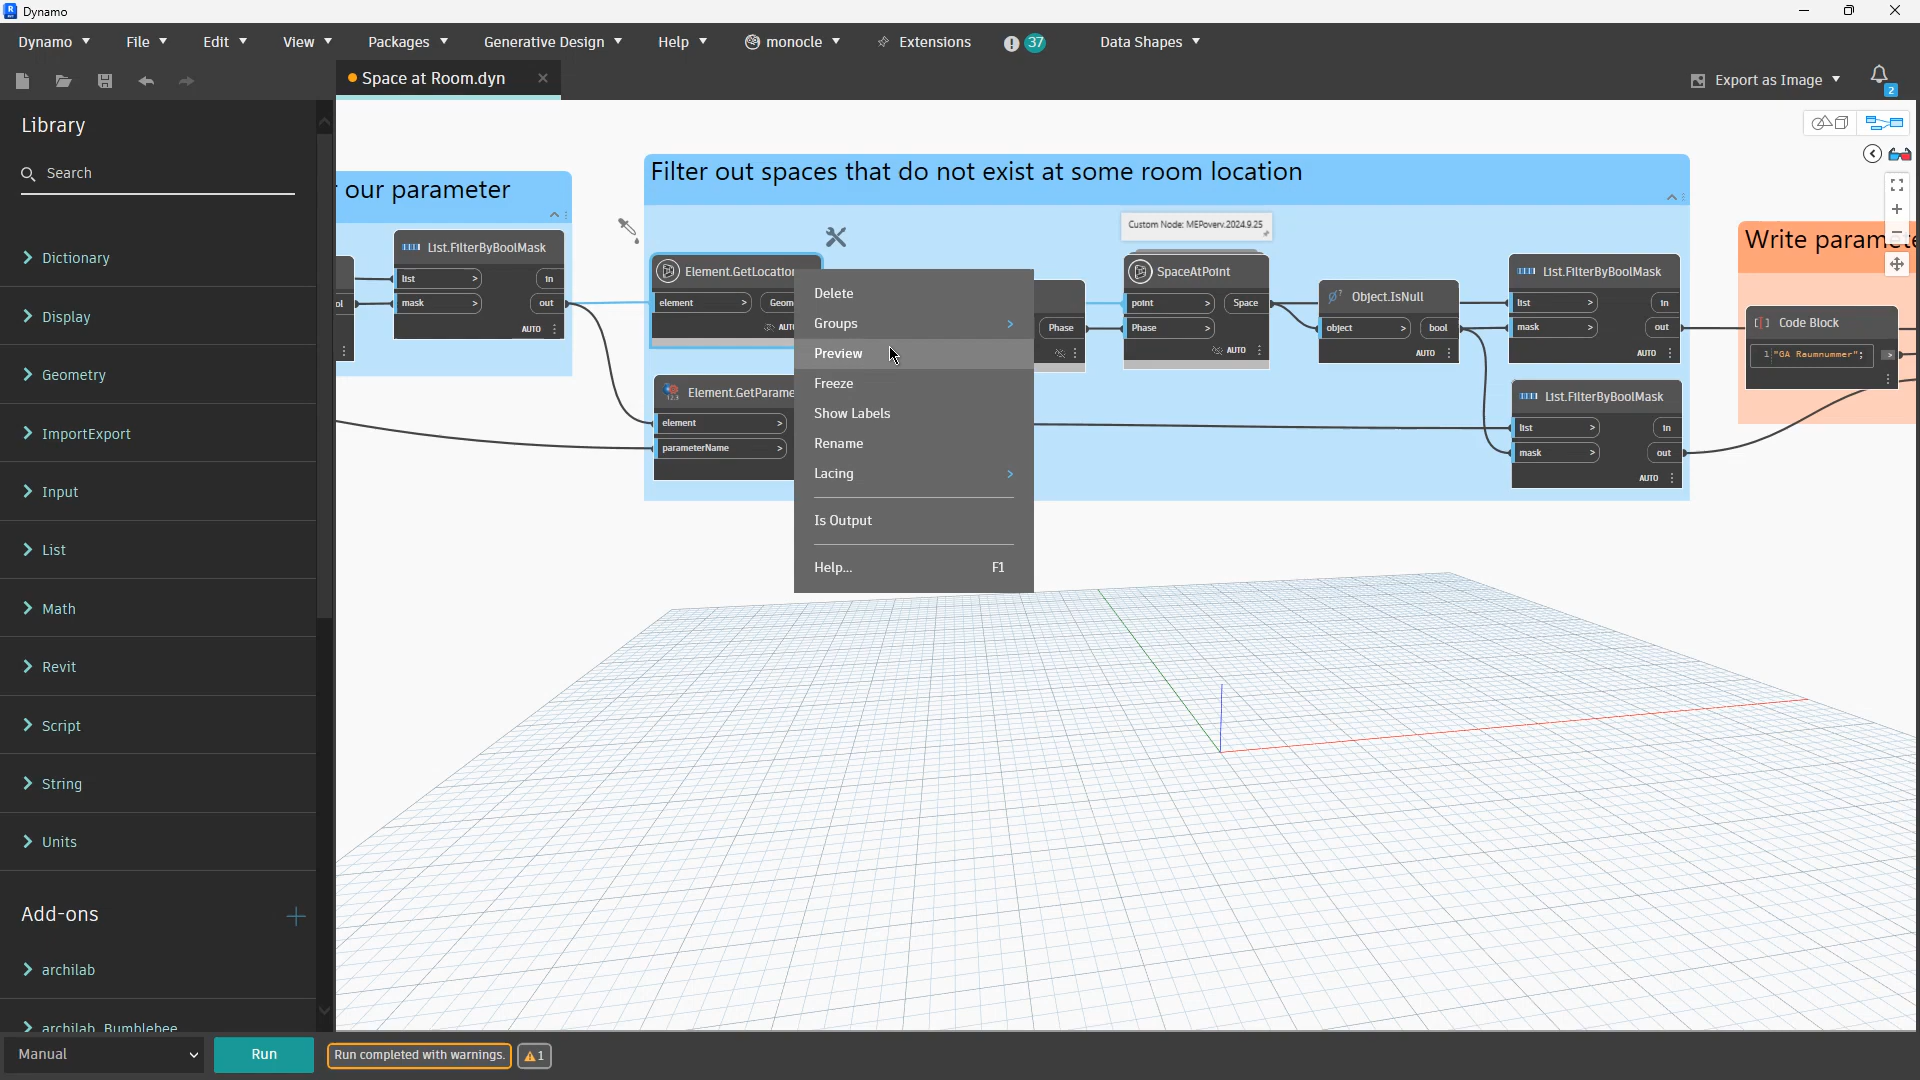 Dynamo
Dynamo File Edit View Packages Generative Design Help monocle Extensions 37 Data Shapes
Space at Room.dyn
Export as Image
2
Library
Search
Dictionary
Display
Geometry
ImportExport
Input
List
Math
Revit
Script
String
Units
Add-ons
archilab
archilab_Bumblebee
our parameter
List.FilterByBoolMask
list > in
mask > out
AUTO
Filter out spaces that do not exist at some room location
Custom Node: MEPoverv.2024.9.25
Element.GetLocation
element > Geom
AUTO
Element.GetParame
element >
parameterName >
Delete
Groups >
Preview
Freeze
Show Labels
Rename
Lacing >
Is Output
Help... F1
Phase
SpaceAtPoint
point > Space
Phase >
AUTO
Object.IsNull
object > bool
AUTO
List.FilterByBoolMask
list > in
mask > out
AUTO
List.FilterByBoolMask
list > in
mask > out
AUTO
Write parame
Code Block
1 "GA Raumnummer"; >
Manual
Run
Run completed with warnings.
1